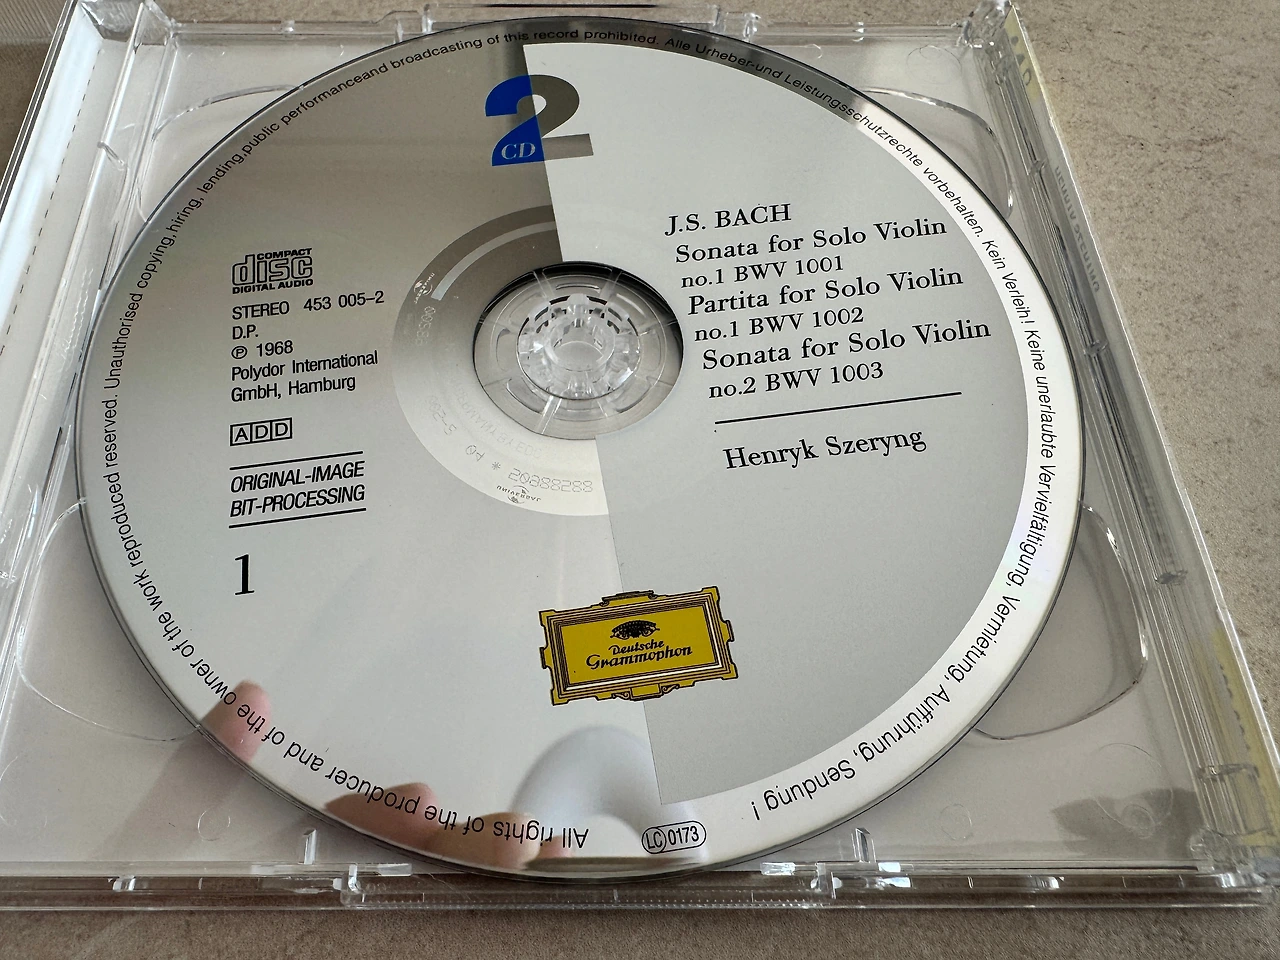 All rights of the producer and of the owner of the work reproduced reserved. Unauthorised copying, hiring, lending, public performanceand broadcasting of this record prohibited. Alle Urheber-und Leistungsschutzrechte vorbehalten. Kein Verleih! Keine unerlaubte Vervielfältigung, Vermietung, Aufführung, Sendung!
2
CD
COMPACT
disc
DIGITAL AUDIO
STEREO 453 005-2
D.P.
℗ 1968
Polydor International
GmbH, Hamburg
ADD
ORIGINAL-IMAGE
BIT-PROCESSING
1
J.S. BACH
Sonata for Solo Violin
no.1 BWV 1001
Partita for Solo Violin
no.1 BWV 1002
Sonata for Solo Violin
no.2 BWV 1003
Henryk Szeryng
Deutsche
Grammophon
LC 0173